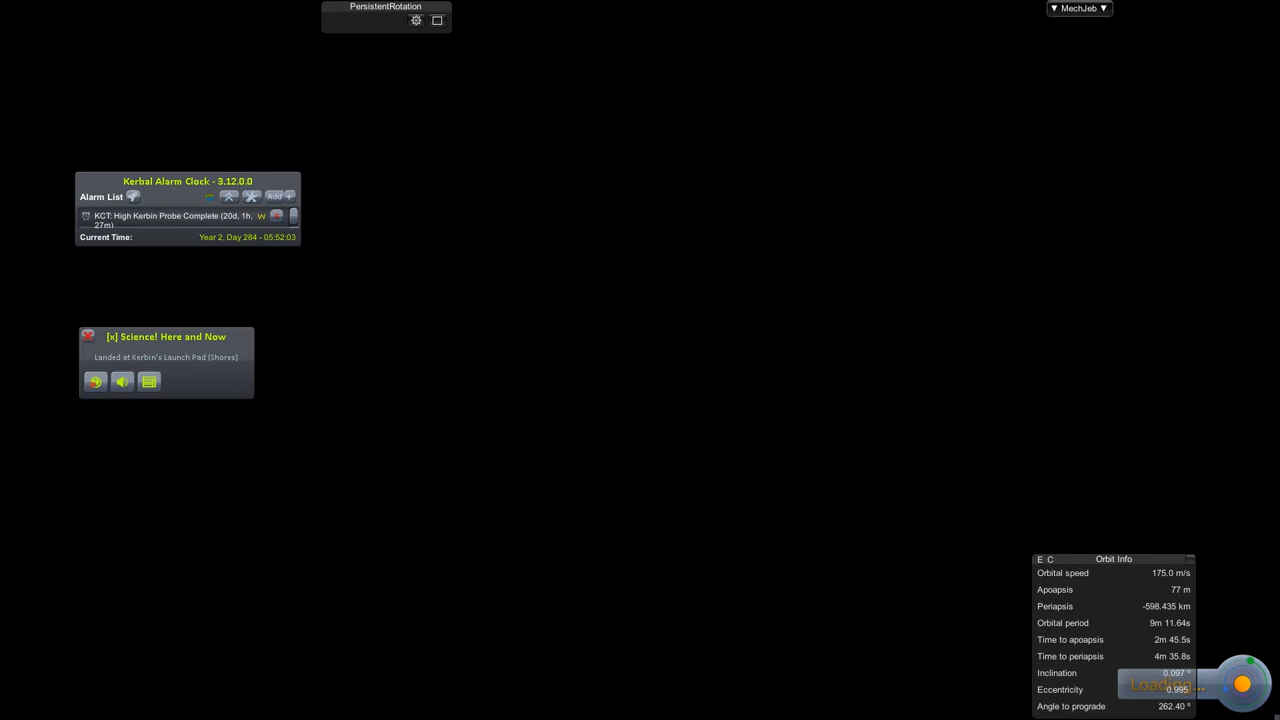 PersistentRotation
▼ MechJeb ▼
Kerbal Alarm Clock - 3.12.0.0
Alarm List
Add +
KCT: High Kerbin Probe Complete (20d, 1h, W
27m)
Current Time: Year 2, Day 284 - 05:52:03
[x] Science! Here and Now
Landed at Kerbin's Launch Pad (Shores)
E C Orbit Info
Orbital speed 175.0 m/s
Apoapsis 77 m
Periapsis -598.435 km
Orbital period 9m 11.64s
Time to apoapsis 2m 45.5s
Time to periapsis 4m 35.8s
Inclination 0.097 º
Loading...
Eccentricity 0.995
Angle to prograde 262.40 º